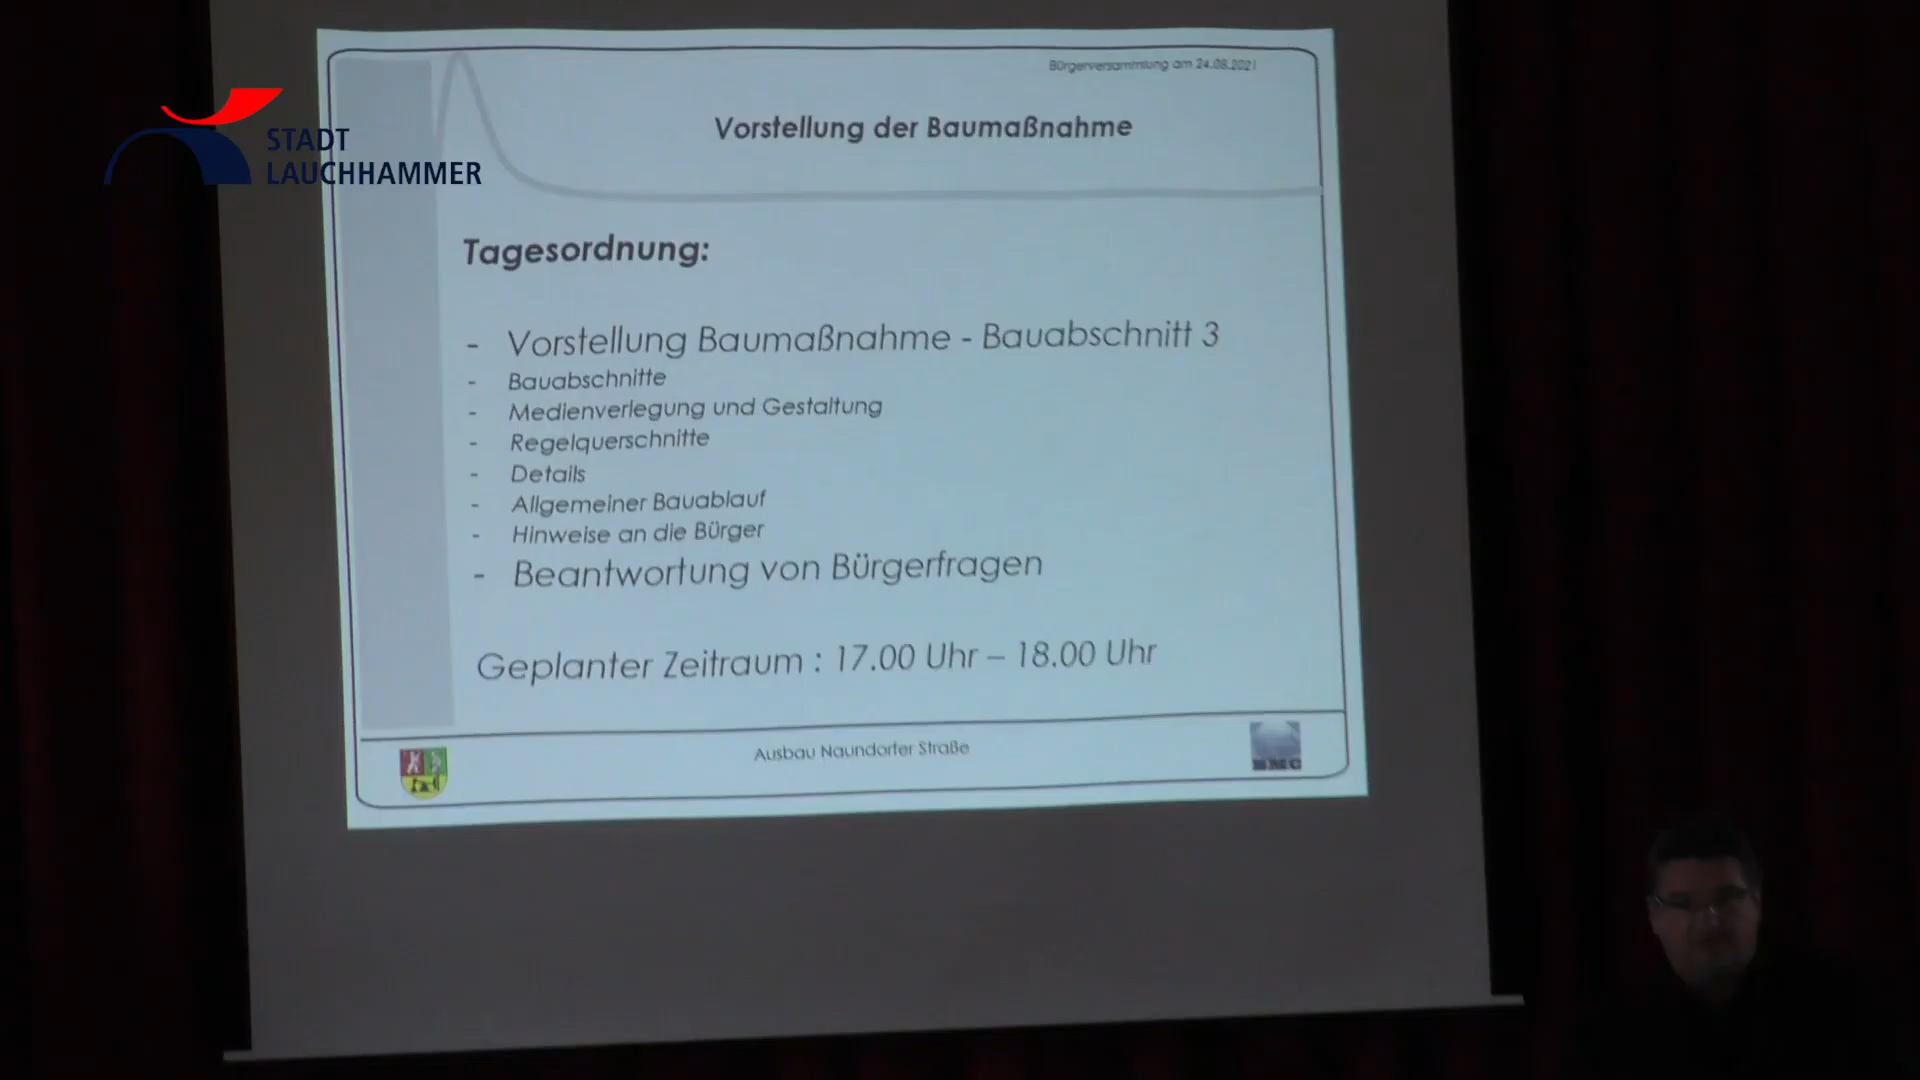 Bürgerversammlung am 24.08.2021
Vorstellung der Baumaßnahme
STADT
LAUCHHAMMER
Tagesordnung:
- Vorstellung Baumaßnahme - Bauabschnitt 3
- Bauabschnitte
- Medienverlegung und Gestaltung
- Regelquerschnitte
- Details
- Allgemeiner Bauablauf
- Hinweise an die Bürger
- Beantwortung von Bürgerfragen
Geplanter Zeitraum : 17.00 Uhr – 18.00 Uhr
Ausbau Naundorfer Straße